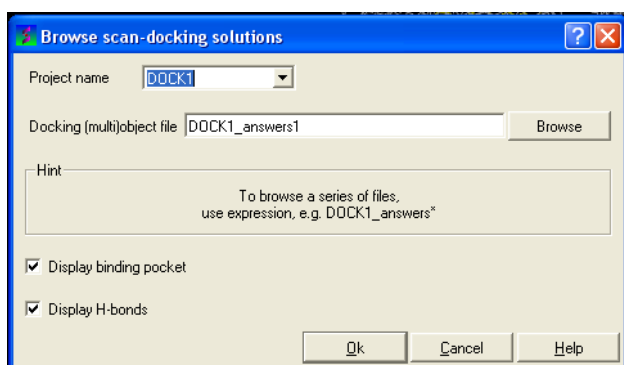 Browse scan-docking solutions
Project name DOCK1
Docking (multi)object file DOCK1_answers1 Browse
Hint
To browse a series of files,
use expression, e.g. DOCK1_answers*
Display binding pocket
Display H-bonds
Ok Cancel Help